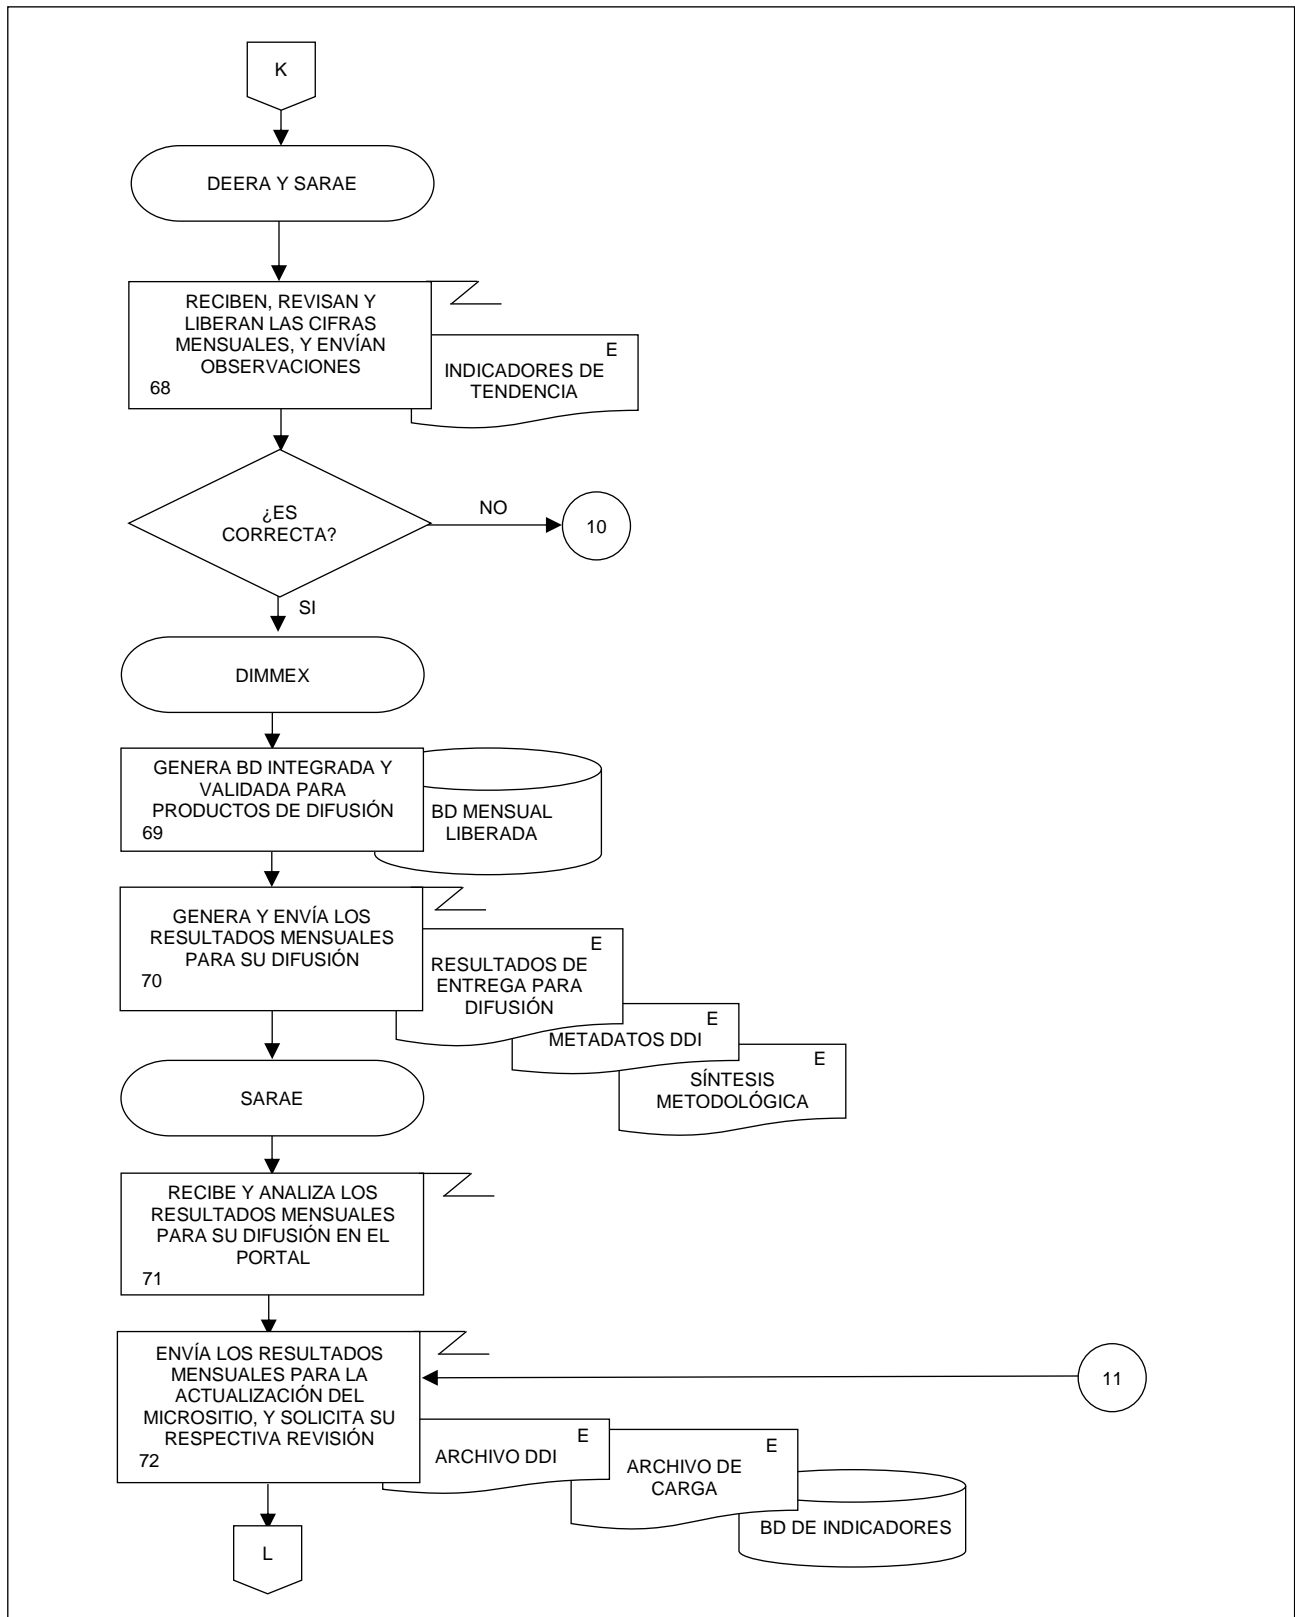 K
DEERA Y SARAE
RECIBEN, REVISAN Y
LIBERAN LAS CIFRAS
MENSUALES, Y ENVÍAN
OBSERVACIONES
68
E
INDICADORES DE
TENDENCIA
¿ES
CORRECTA?
NO
10
SI
DIMMEX
GENERA BD INTEGRADA Y
VALIDADA PARA
PRODUCTOS DE DIFUSIÓN
69
BD MENSUAL
LIBERADA
GENERA Y ENVÍA LOS
RESULTADOS MENSUALES
PARA SU DIFUSIÓN
70
E
RESULTADOS DE
ENTREGA PARA
DIFUSIÓN
E
METADATOS DDI
E
SÍNTESIS
METODOLÓGICA
SARAE
RECIBE Y ANALIZA LOS
RESULTADOS MENSUALES
PARA SU DIFUSIÓN EN EL
PORTAL
71
ENVÍA LOS RESULTADOS
MENSUALES PARA LA
ACTUALIZACIÓN DEL
MICROSITIO, Y SOLICITA SU
RESPECTIVA REVISIÓN
72
11
E
ARCHIVO DDI
E
ARCHIVO DE
CARGA
BD DE INDICADORES
L